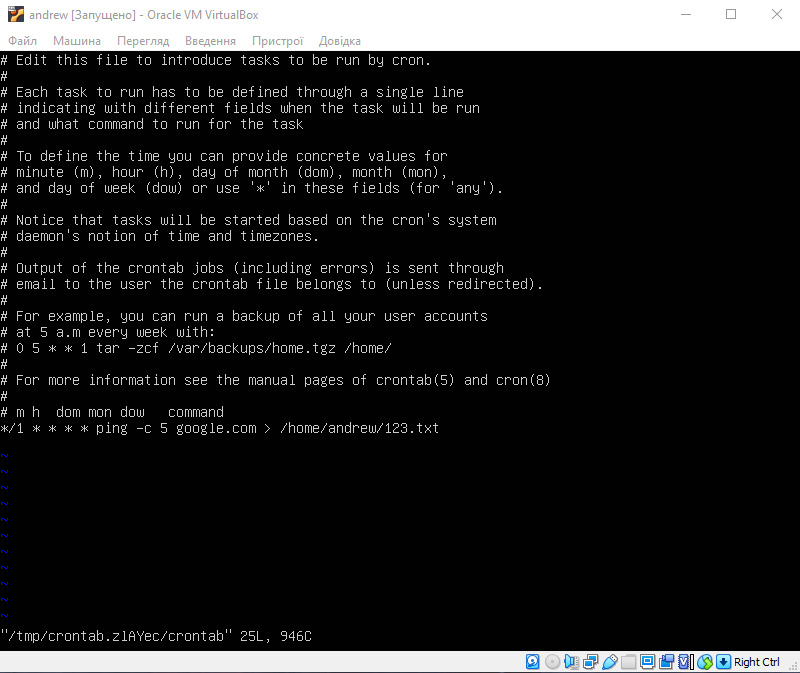 andrew [Запущено] - Oracle VM VirtualBox
Файл Машина Перегляд Введення Пристрої Довідка
# Edit this file to introduce tasks to be run by cron.
#
# Each task to run has to be defined through a single line
# indicating with different fields when the task will be run
# and what command to run for the task
#
# To define the time you can provide concrete values for
# minute (m), hour (h), day of month (dom), month (mon),
# and day of week (dow) or use '*' in these fields (for 'any').
#
# Notice that tasks will be started based on the cron's system
# daemon's notion of time and timezones.
#
# Output of the crontab jobs (including errors) is sent through
# email to the user the crontab file belongs to (unless redirected).
#
# For example, you can run a backup of all your user accounts
# at 5 a.m every week with:
# 0 5 * * 1 tar -zcf /var/backups/home.tgz /home/
#
# For more information see the manual pages of crontab(5) and cron(8)
#
# m h  dom mon dow   command
*/1 * * * * ping -c 5 google.com > /home/andrew/123.txt
~
~
~
~
~
~
~
~
~
~
~
"/tmp/crontab.zlAYec/crontab" 25L, 946C
Right Ctrl